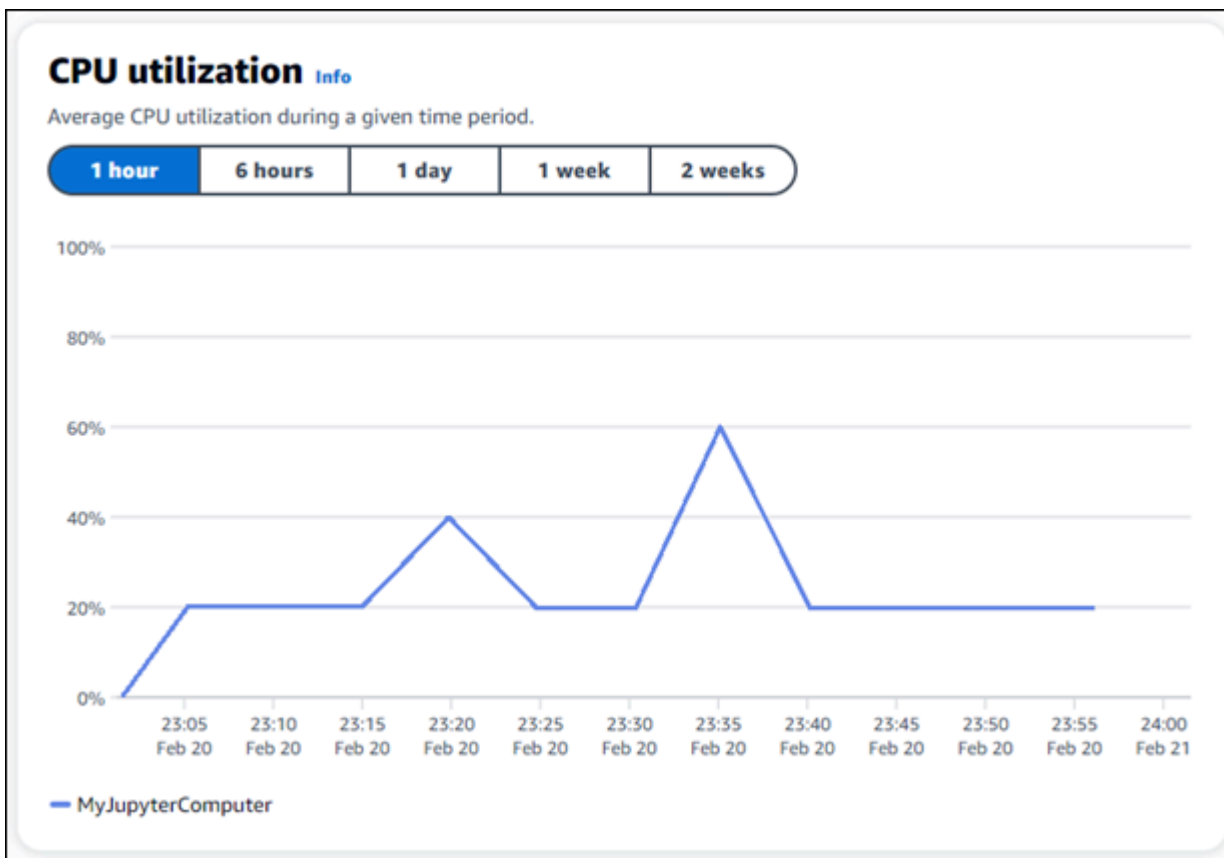 CPU utilization Info
Average CPU utilization during a given time period.
1 hour 6 hours 1 day 1 week 2 weeks
100%
80%
60%
40%
20%
0%
23:05 23:10 23:15 23:20 23:25 23:30 23:35 23:40 23:45 23:50 23:55 24:00
Feb 20 Feb 20 Feb 20 Feb 20 Feb 20 Feb 20 Feb 20 Feb 20 Feb 20 Feb 20 Feb 20 Feb 21
MyJupyterComputer